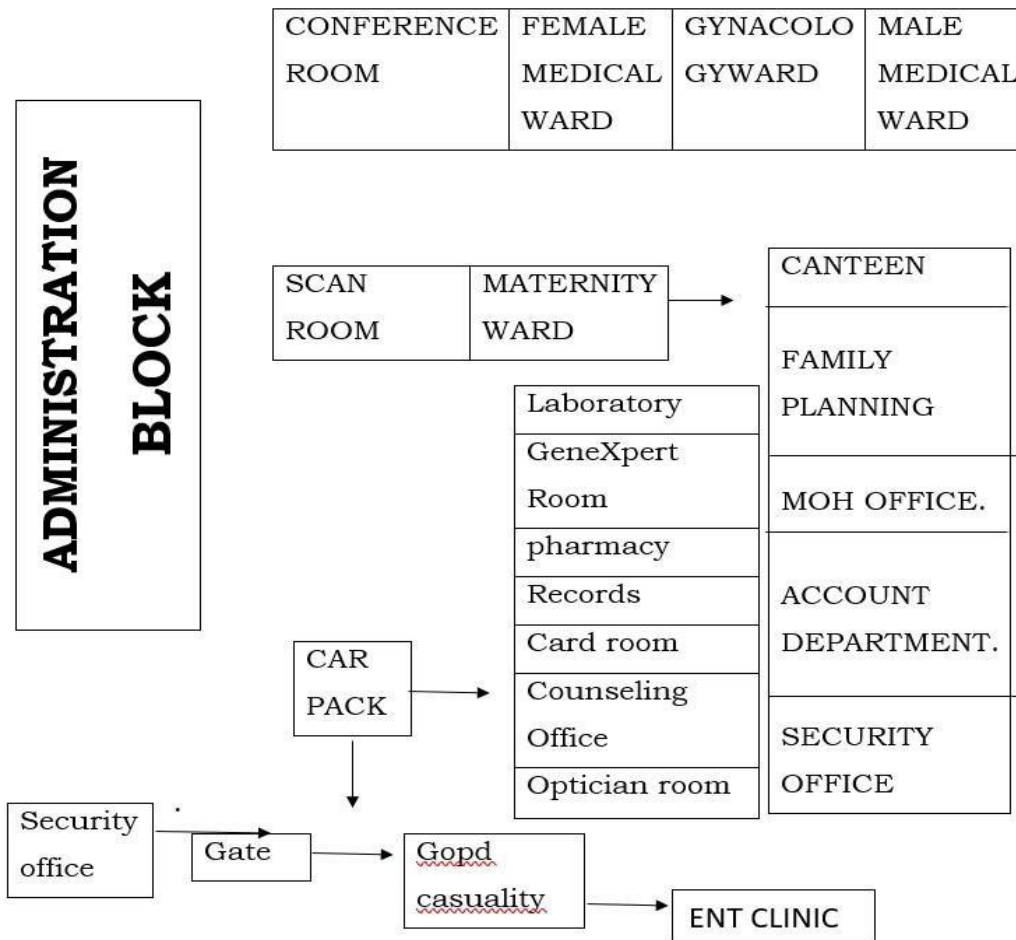 CONFERENCE
ROOM
FEMALE
MEDICAL
WARD
GYNACOLO
GYWARD
MALE
MEDICAL
WARD
ADMINISTRATION
BLOCK
SCAN
ROOM
MATERNITY
WARD
CANTEEN
FAMILY
PLANNING
MOH OFFICE.
ACCOUNT
DEPARTMENT.
SECURITY
OFFICE
Laboratory
GeneXpert
Room
pharmacy
Records
Card room
Counseling
Office
Optician room
CAR
PACK
Security
office
Gate
Gopd
casuality
ENT CLINIC